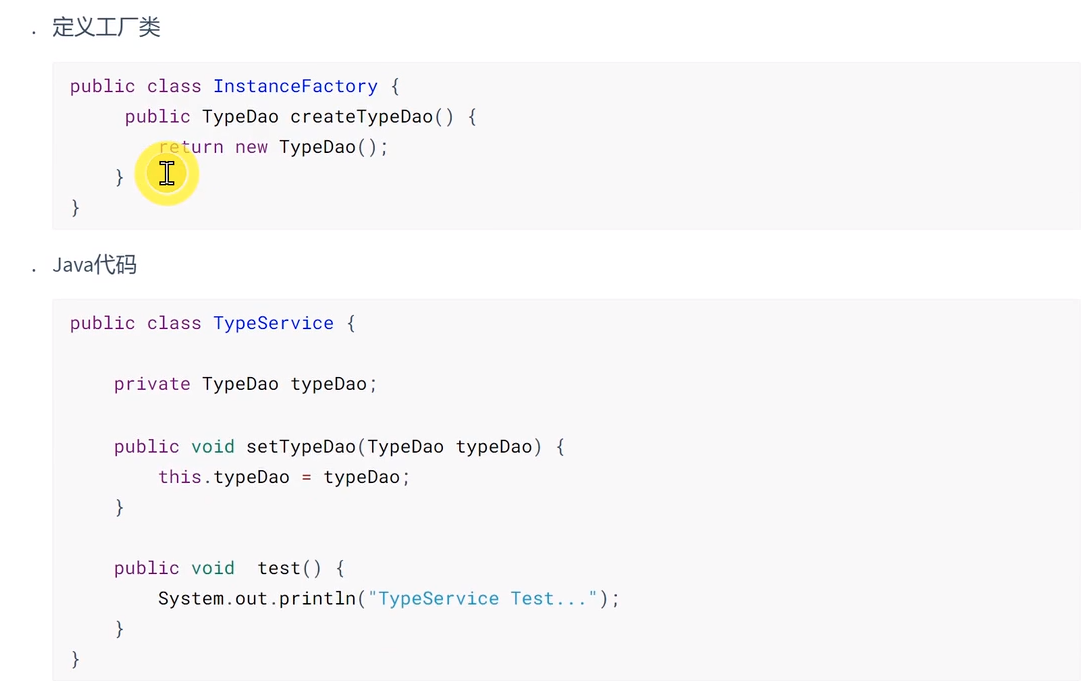 . 定义工厂类
public class InstanceFactory {
public TypeDao createTypeDao() {
return new TypeDao();
}
}
. Java代码
public class TypeService {
private TypeDao typeDao;
public void setTypeDao(TypeDao typeDao) {
this.typeDao = typeDao;
}
public void  test() {
System.out.println("TypeService Test...");
}
}